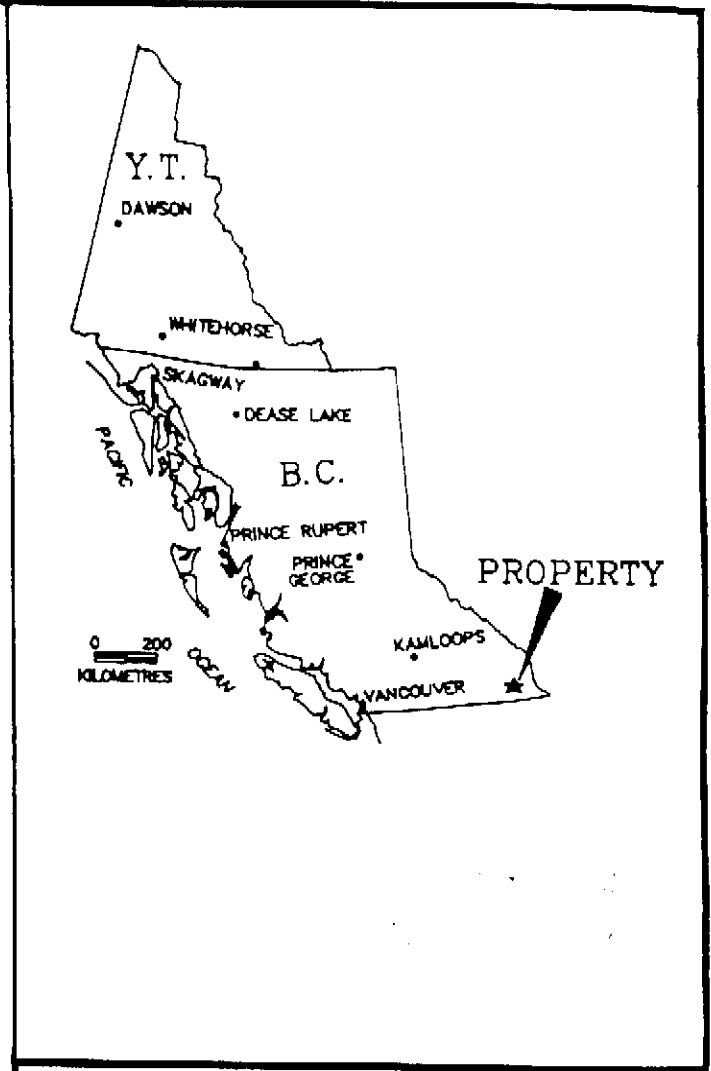 Y.T.
DAWSON
WHITEHORSE
SKAGWAY
DEASE LAKE
PACIFIC
B.C.
PRINCE RUPERT
PRINCE
GEORGE
PROPERTY
0 200
KILOMETRES
OCEAN
KAMLOOPS
VANCOUVER